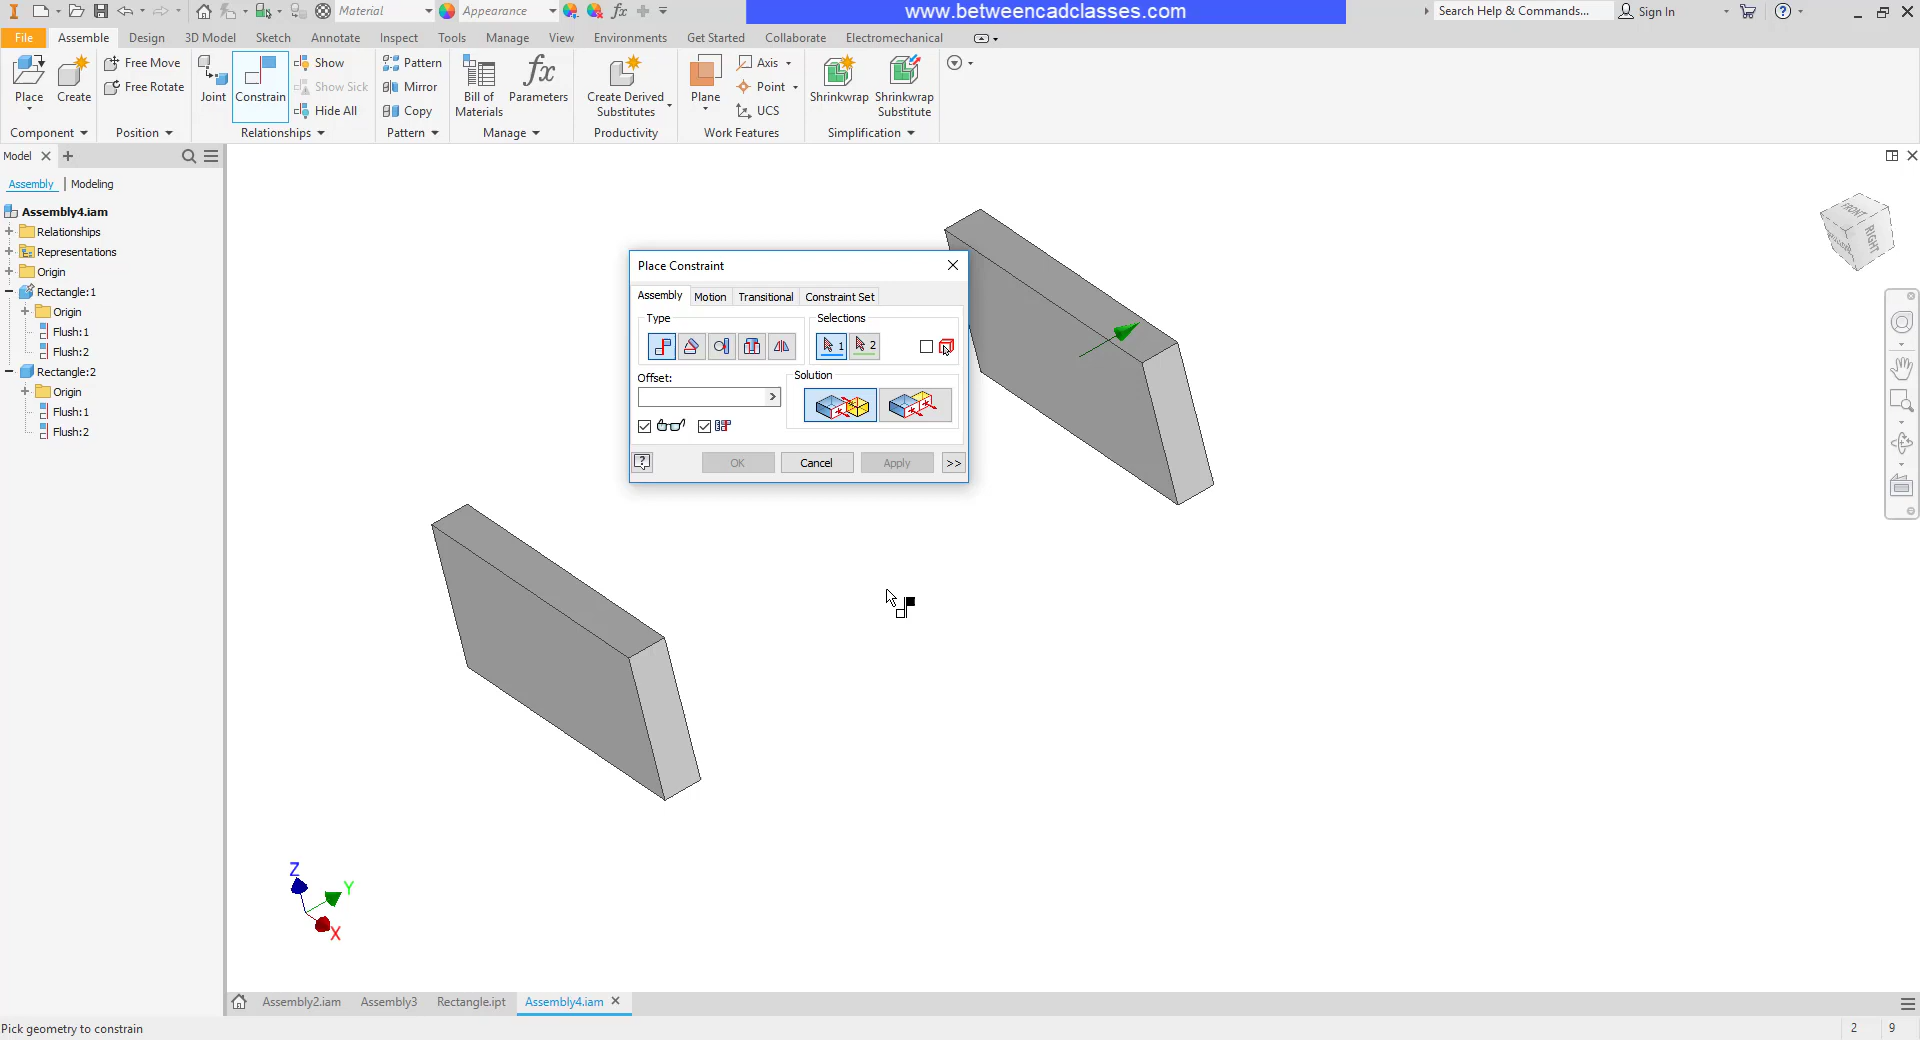 Material
Appearance
fx
www.betweencadclasses.com
Search Help & Commands...
Sign In
File
Assemble
Design
3D Model
Sketch
Annotate
Inspect
Tools
Manage
View
Environments
Get Started
Collaborate
Electromechanical
Place
Create
Free Move
Free Rotate
Joint
Constrain
Show
Show Sick
Hide All
Pattern
Mirror
Copy
Bill of
Materials
fx
Parameters
Create Derived
Substitutes
Plane
Axis
Point
UCS
Shrinkwrap
Shrinkwrap
Substitute
Component
Position
Relationships
Pattern
Manage
Productivity
Work Features
Simplification
Model
Assembly
Modeling
Assembly4.iam
Relationships
Representations
Origin
Rectangle:1
Origin
Flush:1
Flush:2
Rectangle:2
Origin
Flush:1
Flush:2
Place Constraint
Assembly
Motion
Transitional
Constraint Set
Type
Selections
1
2
Offset:
Solution
OK
Cancel
Apply
>>
FRONT
RIGHT
Z
Y
X
Assembly2.iam
Assembly3
Rectangle.ipt
Assembly4.iam
Pick geometry to constrain
2
9